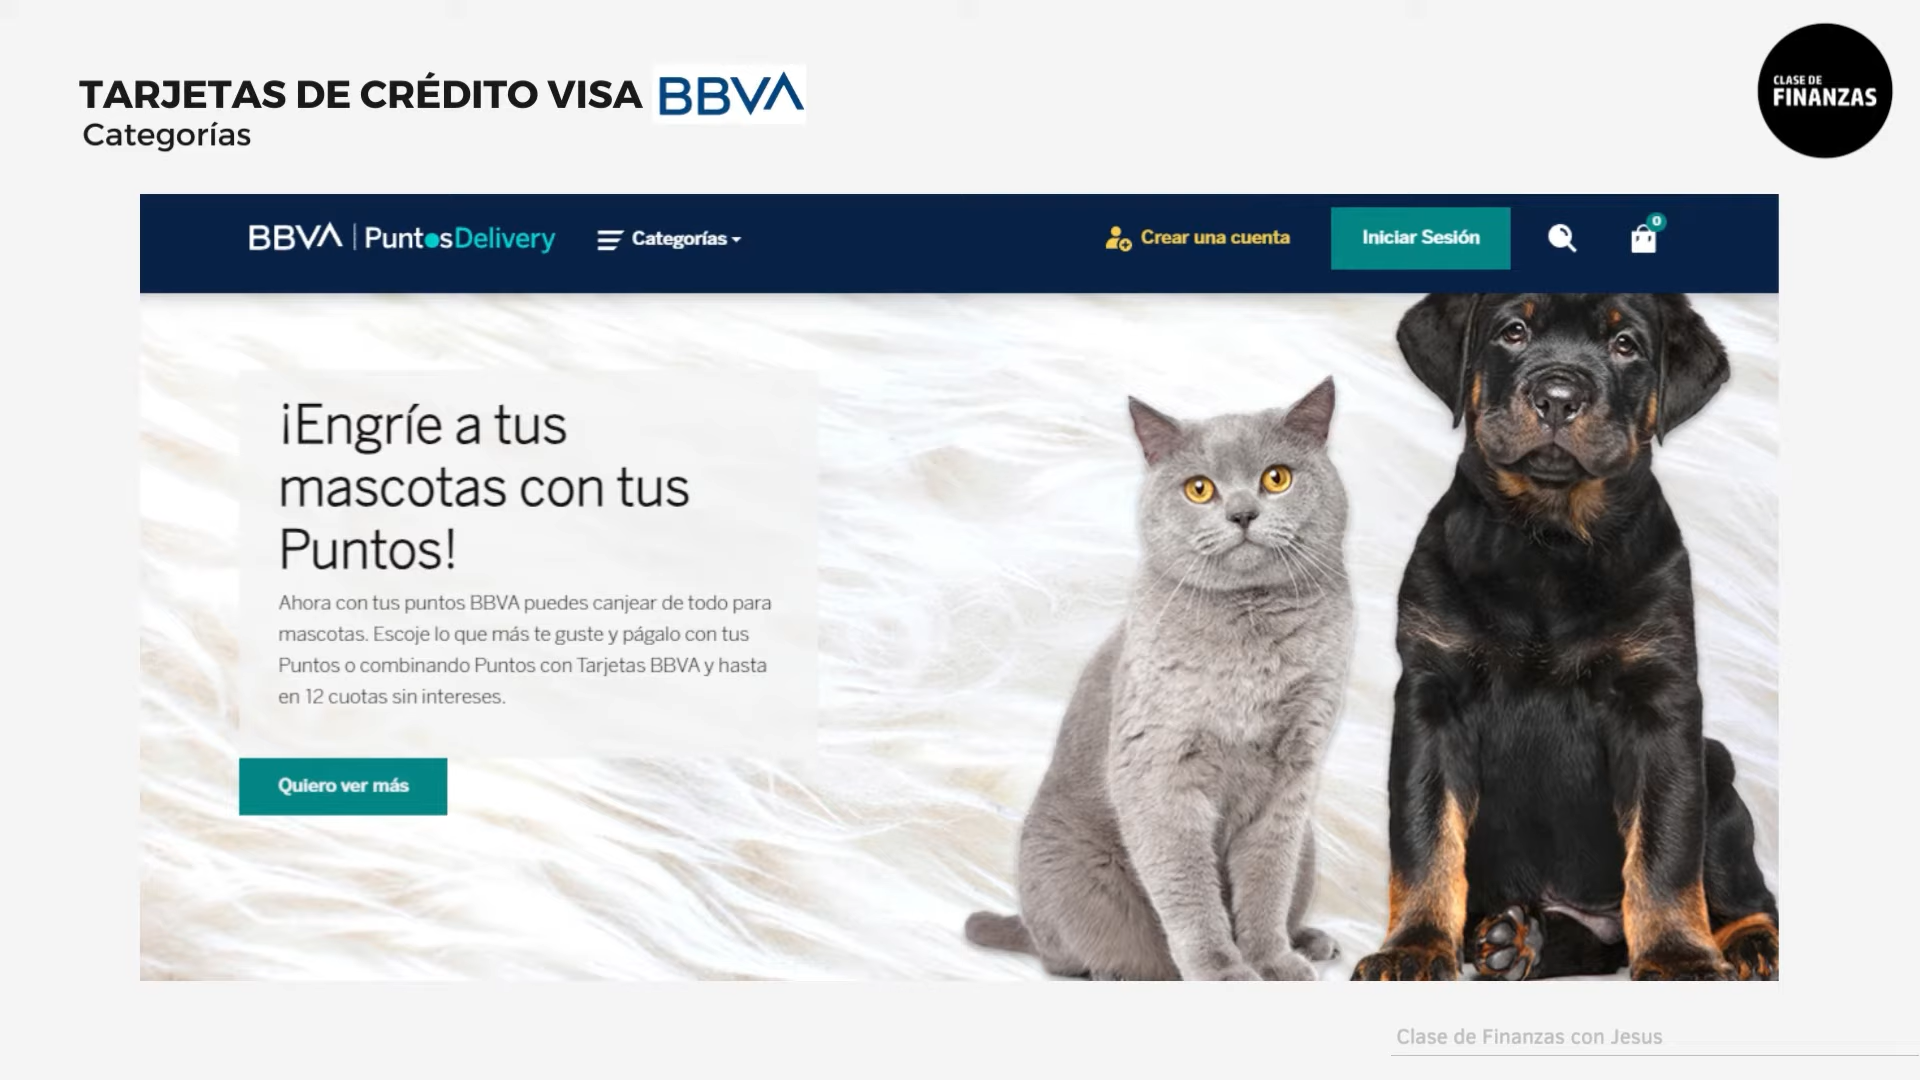 TARJETAS DE CRÉDITO VISA BBVA
Categorías
CLASE DE
FINANZAS
BBVA | PuntosDelivery
Categorías
Crear una cuenta
Iniciar Sesión
0
¡Engríe a tus
mascotas con tus
Puntos!
Ahora con tus puntos BBVA puedes canjear de todo para
mascotas. Escoje lo que más te guste y págalo con tus
Puntos o combinando Puntos con Tarjetas BBVA y hasta
en 12 cuotas sin intereses.
Quiero ver más
Clase de Finanzas con Jesus